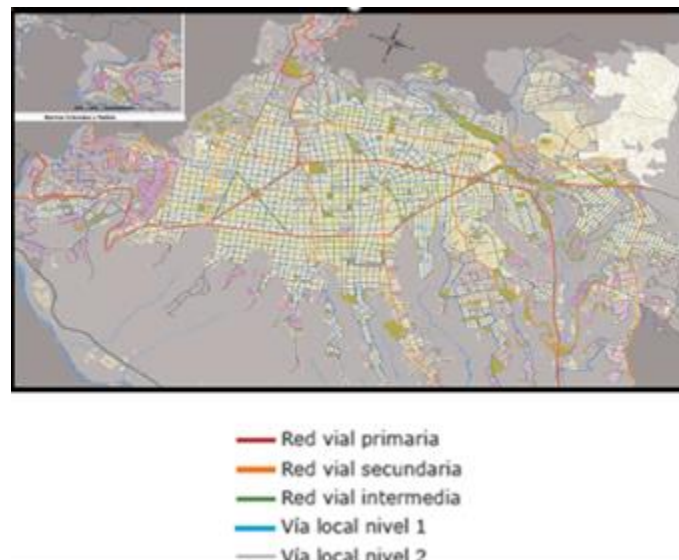 Red vial primaria
Red vial secundaria
Red vial intermedia
Vía local nivel 1
Vía local nivel 2